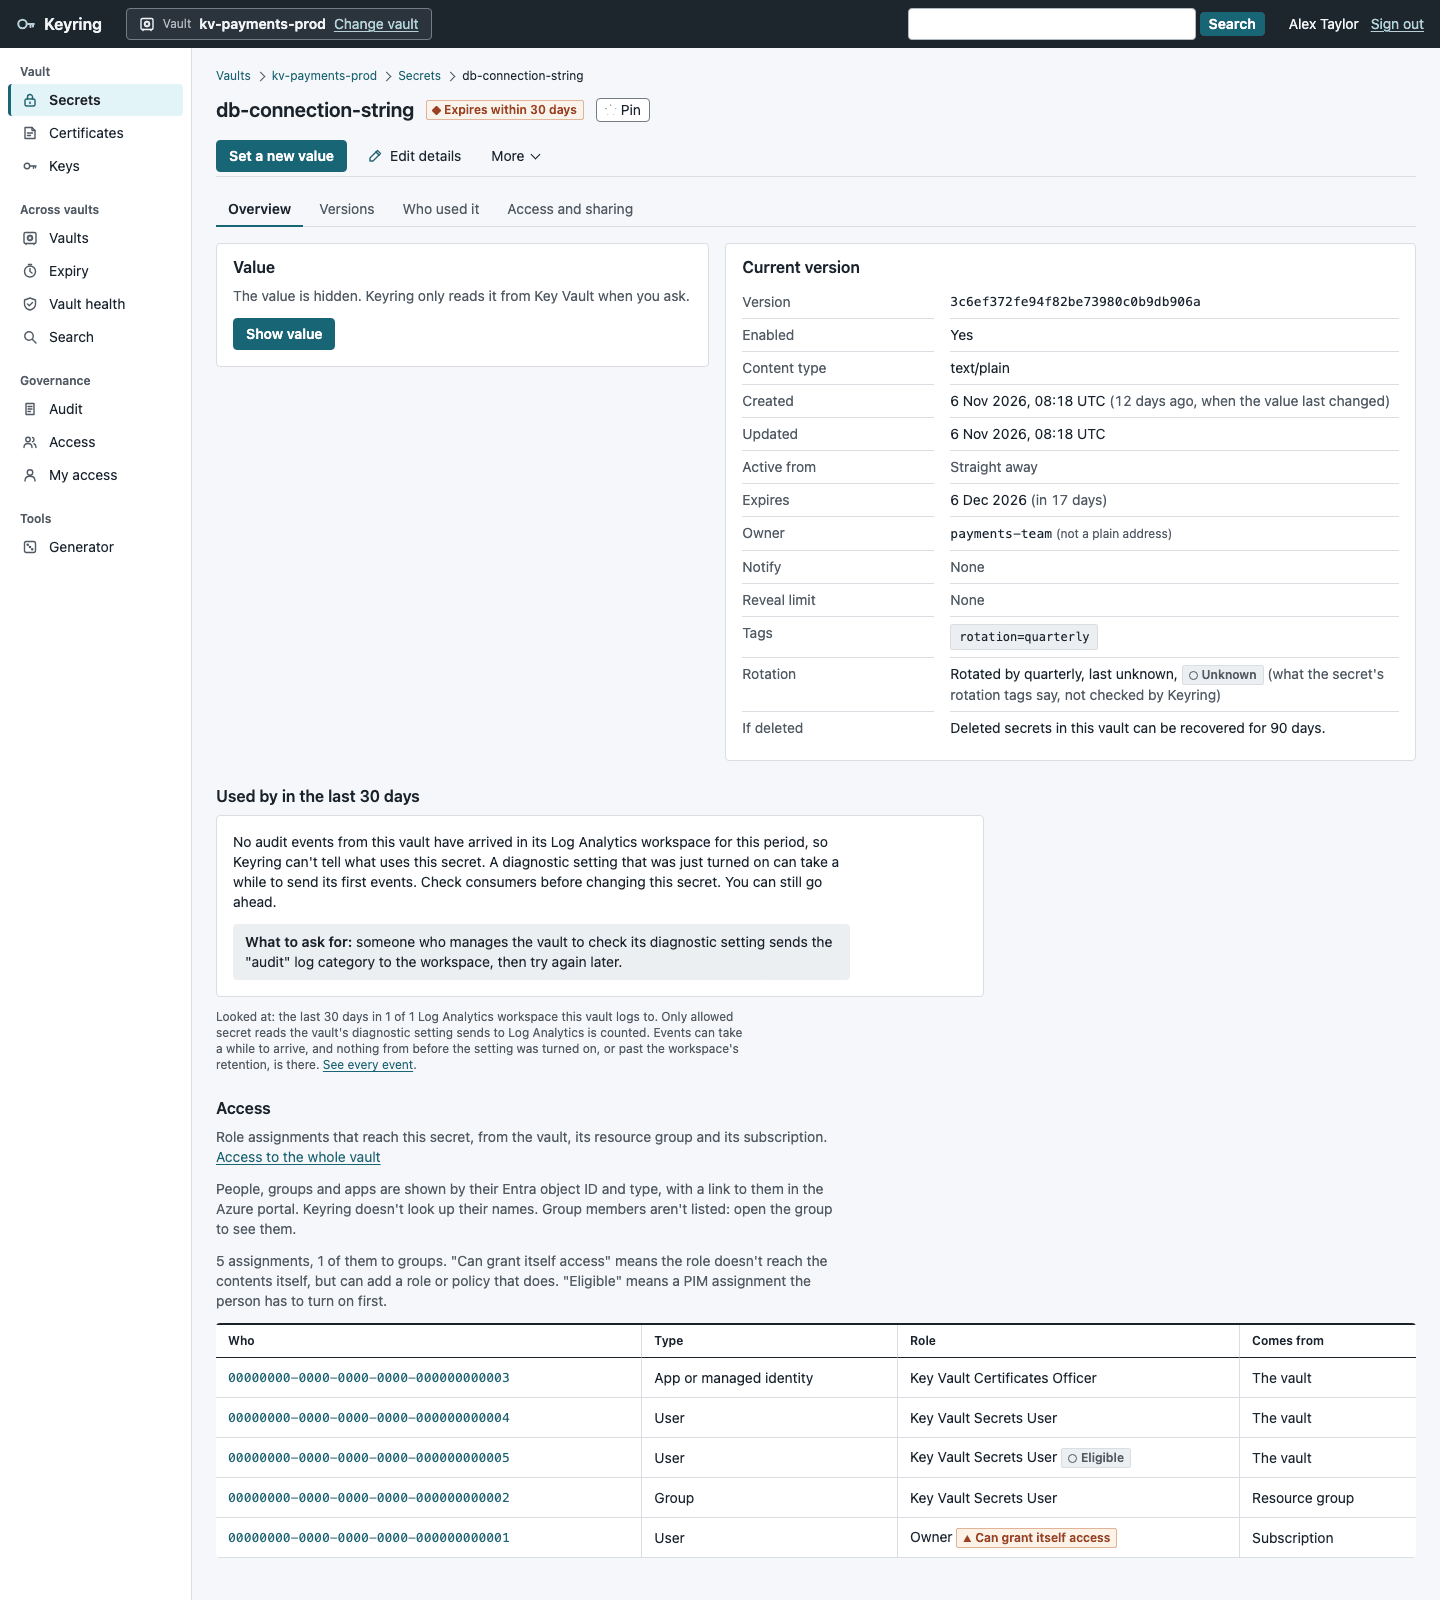 Keyring
Vault kv-payments-prod Change vault
Search
Alex Taylor Sign out
Vault
Secrets
Certificates
Keys
Across vaults
Vaults
Expiry
Vault health
Search
Governance
Audit
Access
My access
Tools
Generator
Vaults > kv-payments-prod > Secrets > db-connection-string
db-connection-string
Expires within 30 days
Pin
Set a new value
Edit details
More
Overview
Versions
Who used it
Access and sharing
Value
The value is hidden. Keyring only reads it from Key Vault when you ask.
Show value
Current version
Version 3c6ef372fe94f82be73980c0b9db906a
Enabled Yes
Content type text/plain
Created 6 Nov 2026, 08:18 UTC (12 days ago, when the value last changed)
Updated 6 Nov 2026, 08:18 UTC
Active from Straight away
Expires 6 Dec 2026 (in 17 days)
Owner payments-team (not a plain address)
Notify None
Reveal limit None
Tags rotation=quarterly
Rotation Rotated by quarterly, last unknown, Unknown (what the secret's
rotation tags say, not checked by Keyring)
If deleted Deleted secrets in this vault can be recovered for 90 days.
Used by in the last 30 days
No audit events from this vault have arrived in its Log Analytics workspace for this period, so
Keyring can't tell what uses this secret. A diagnostic setting that was just turned on can take a
while to send its first events. Check consumers before changing this secret. You can still go
ahead.
What to ask for: someone who manages the vault to check its diagnostic setting sends the
"audit" log category to the workspace, then try again later.
Looked at: the last 30 days in 1 of 1 Log Analytics workspace this vault logs to. Only allowed
secret reads the vault's diagnostic setting sends to Log Analytics is counted. Events can take
a while to arrive, and nothing from before the setting was turned on, or past the workspace's
retention, is there. See every event.
Access
Role assignments that reach this secret, from the vault, its resource group and its subscription.
Access to the whole vault
People, groups and apps are shown by their Entra object ID and type, with a link to them in the
Azure portal. Keyring doesn't look up their names. Group members aren't listed: open the group
to see them.
5 assignments, 1 of them to groups. "Can grant itself access" means the role doesn't reach the
contents itself, but can add a role or policy that does. "Eligible" means a PIM assignment the
person has to turn on first.
Who Type Role Comes from
00000000-0000-0000-0000-000000000003 App or managed identity Key Vault Certificates Officer The vault
00000000-0000-0000-0000-000000000004 User Key Vault Secrets User The vault
00000000-0000-0000-0000-000000000005 User Key Vault Secrets User Eligible The vault
00000000-0000-0000-0000-000000000002 Group Key Vault Secrets User Resource group
00000000-0000-0000-0000-000000000001 User Owner Can grant itself access Subscription